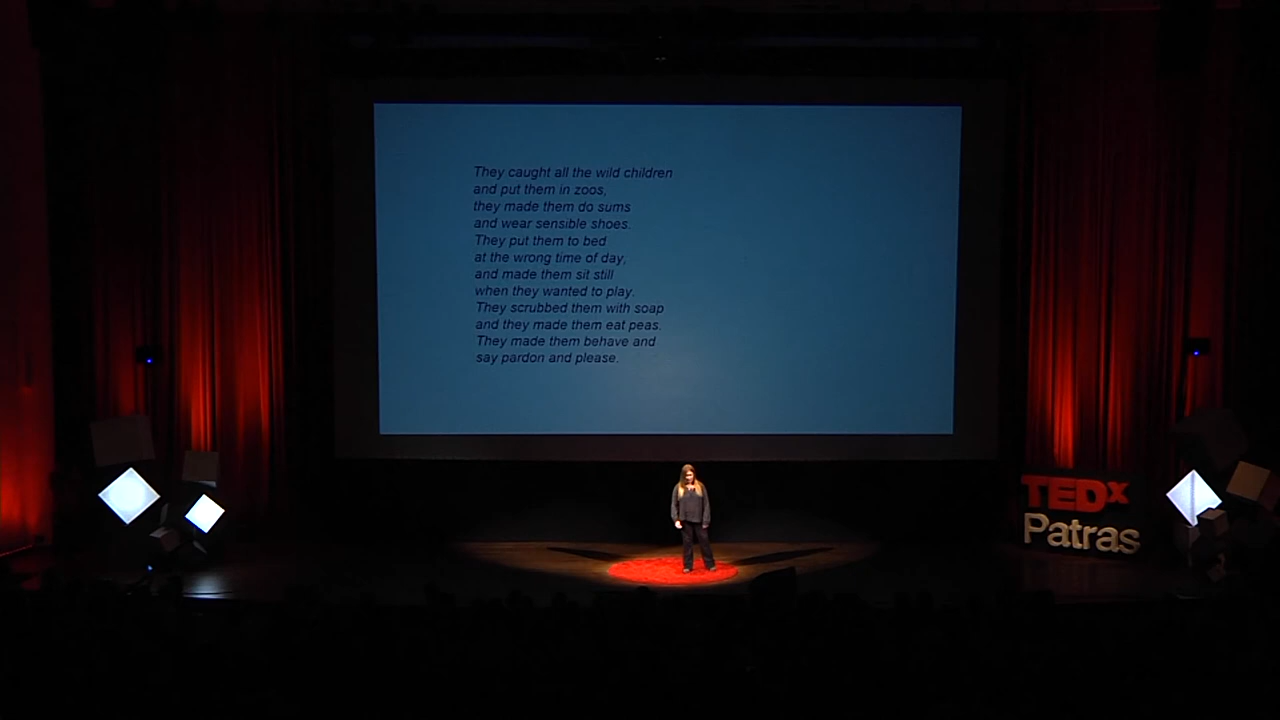 They caught all the wild children
and put them in zoos,
they made them do sums
and wear sensible shoes.
They put them to bed
at the wrong time of day,
and made them sit still
when they wanted to play.
They scrubbed them with soap
and they made them eat peas.
They made them behave and
say pardon and please.
TEDx
Patras